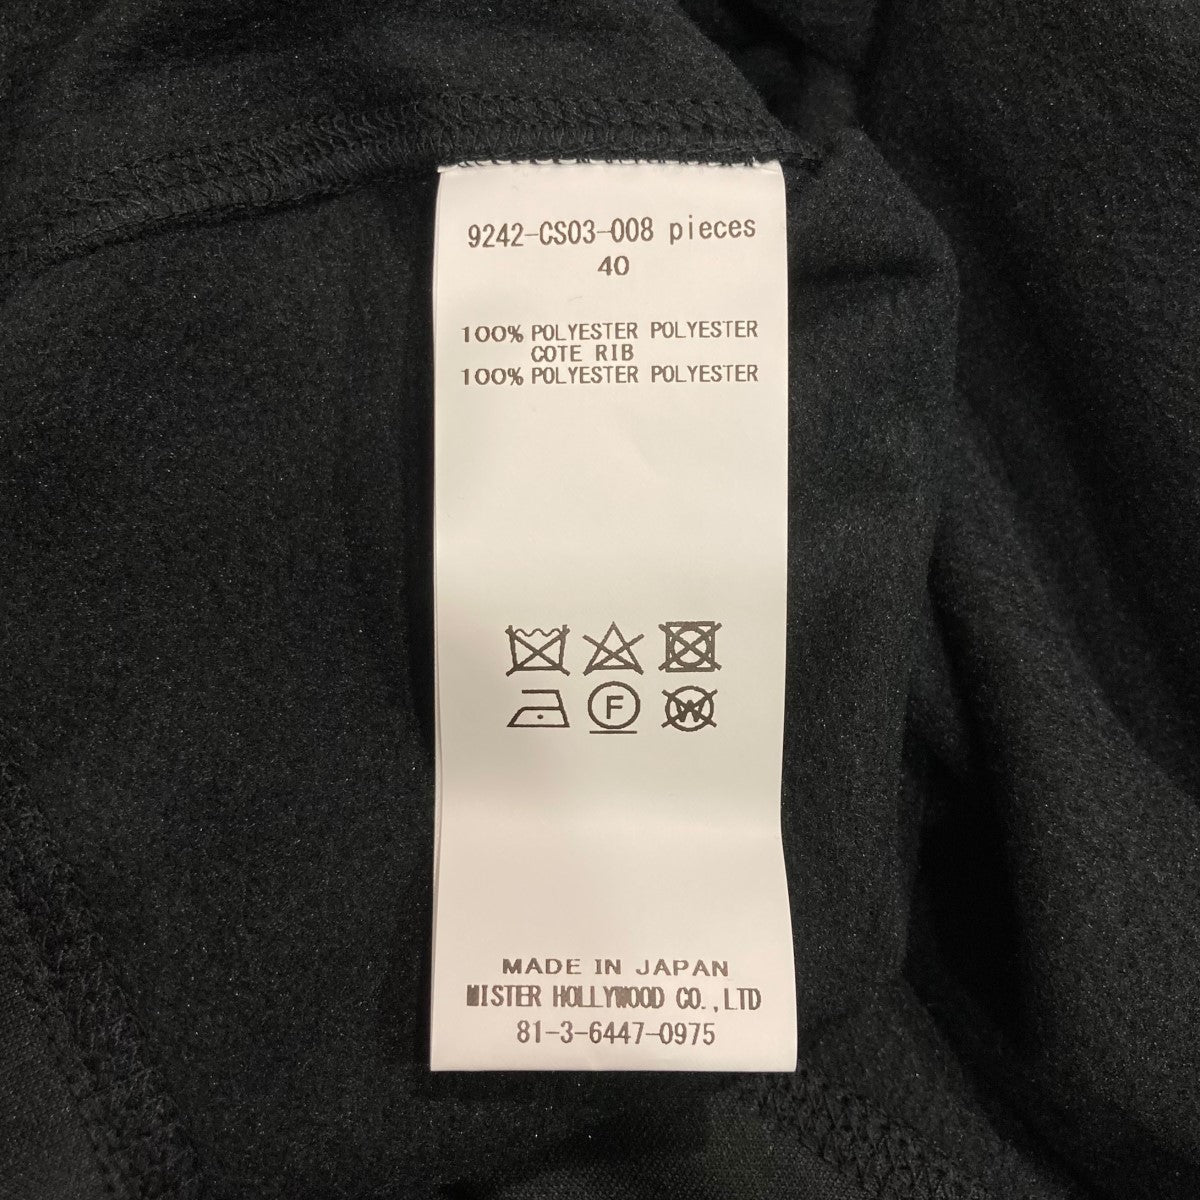 9242-CS03-008 pieces
40
100% POLYESTER POLYESTER
COTE RIB
100% POLYESTER POLYESTER
F
W
MADE IN JAPAN
MISTER HOLLYWOOD CO.,LTD
81-3-6447-0975